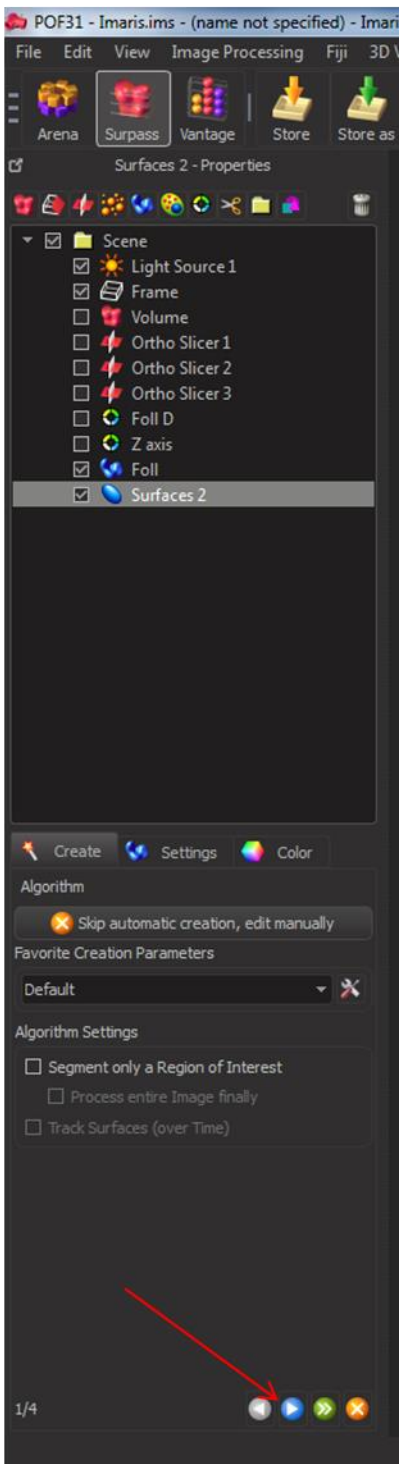 POF31 - Imaris.ims - (name not specified) - Imari
File Edit View Image Processing Fiji 3D V
Arena Surpass Vantage Store Store as
Surfaces 2 - Properties
Scene
Light Source 1
Frame
Volume
Ortho Slicer 1
Ortho Slicer 2
Ortho Slicer 3
Foll D
Z axis
Foll
Surfaces 2
Create Settings Color
Algorithm
Skip automatic creation, edit manually
Favorite Creation Parameters
Default
Algorithm Settings
Segment only a Region of Interest
Process entire Image finally
Track Surfaces (over Time)
1/4